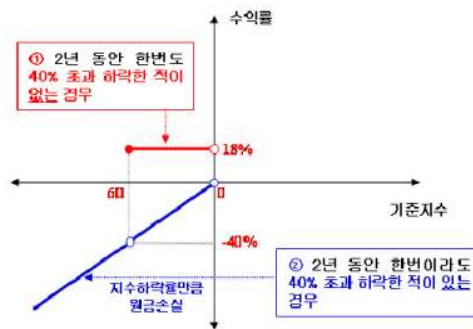 수익률
① 2년 동안 한번도
40% 초과 하락한 적이
없는 경우
18%
60
0
기준지수
-40%
② 2년 동안 한번이라도
40% 초과 하락한 적이 있는
경우
지수하락률만큼
원금손실